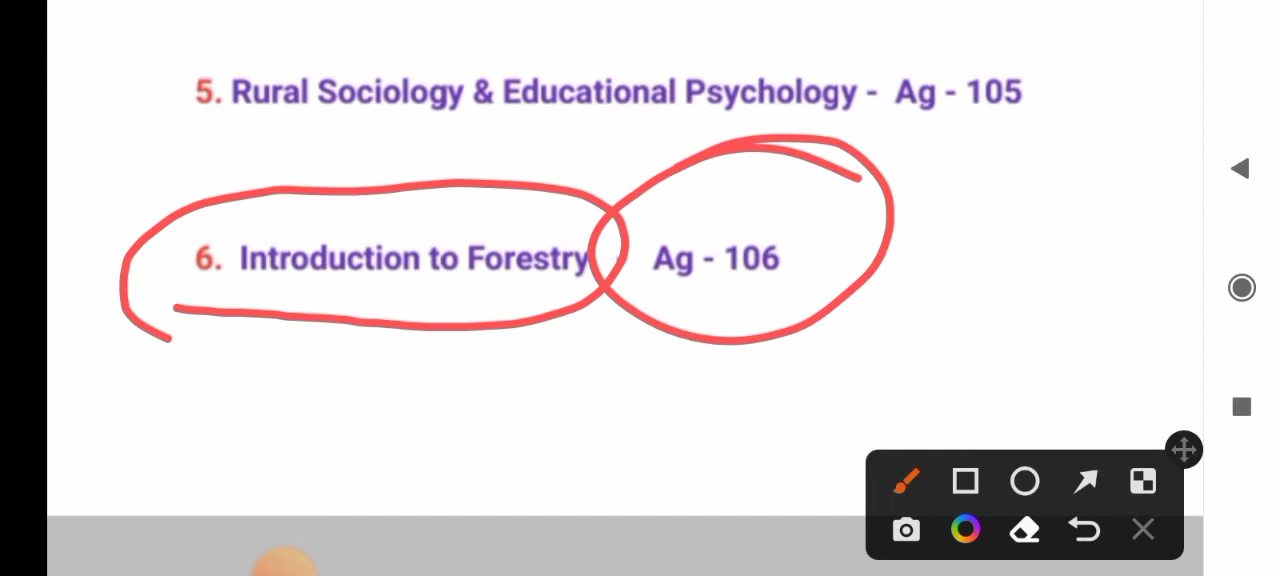 5. Rural Sociology & Educational Psychology - Ag - 105
6. Introduction to Forestry - Ag - 106